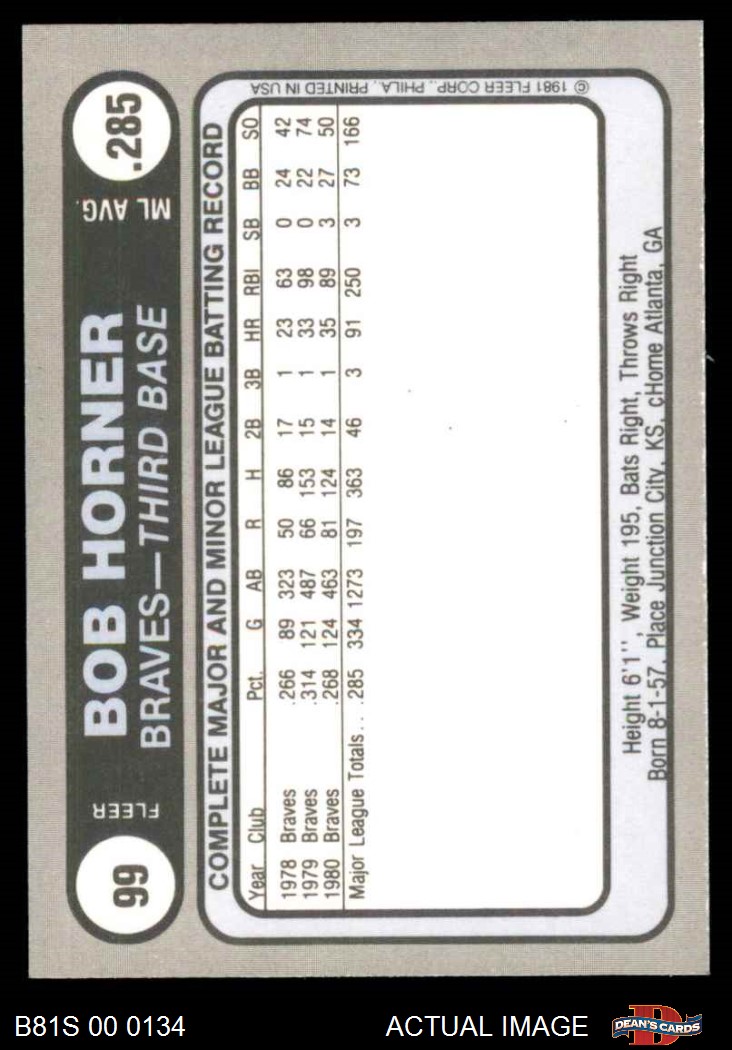 99
FLEER
BOB HORNER
BRAVES—THIRD BASE
ML AVG.
.285
COMPLETE MAJOR AND MINOR LEAGUE BATTING RECORD
Year Club Pct. G AB R H 2B 3B HR RBI SB BB SO
1978 Braves .266 89 323 50 86 17 1 23 63 0 24 42
1979 Braves .314 121 487 66 153 15 1 33 98 0 22 74
1980 Braves .268 124 463 81 124 14 1 35 89 3 27 50
Major League Totals... .285 334 1273 197 363 46 3 91 250 3 73 166
© 1981 FLEER CORP., PHILA., PRINTED IN USA
Height 6'1'', Weight 195, Bats Right, Throws Right
Born 8-1-57, Place Junction City, KS, cHome Atlanta, GA
B81S 00 0134
ACTUAL IMAGE
D
DEAN'S CARDS